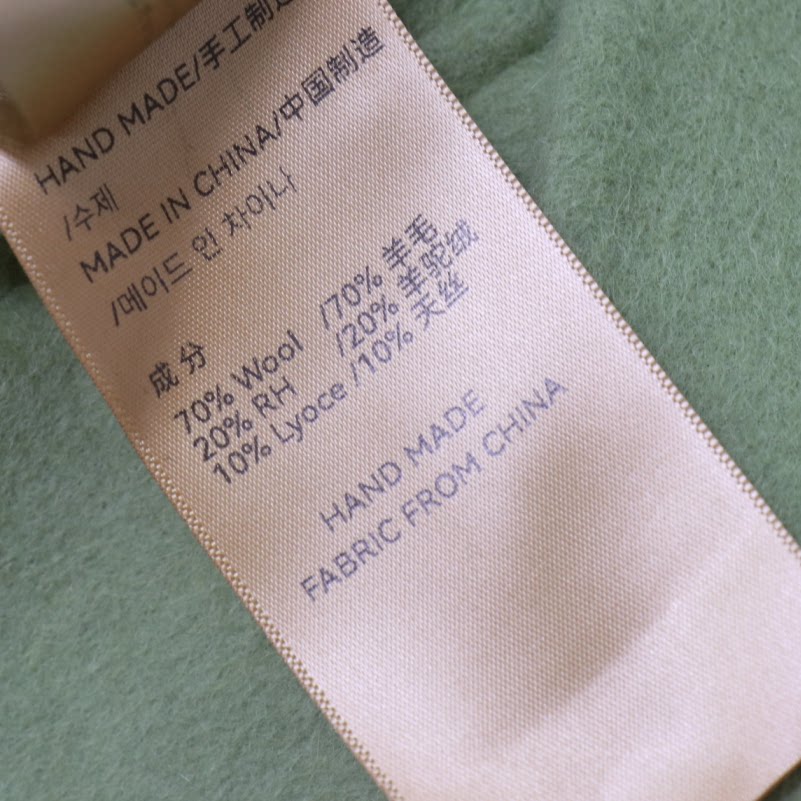 HAND MADE/手工制造
/수제
MADE IN CHINA/中国制造
/메이드 인 차이나
成分
70% Wool /70% 羊毛
20% RH /20% 羊驼绒
10% Lyoce /10% 天丝
HAND MADE
FABRIC FROM CHINA